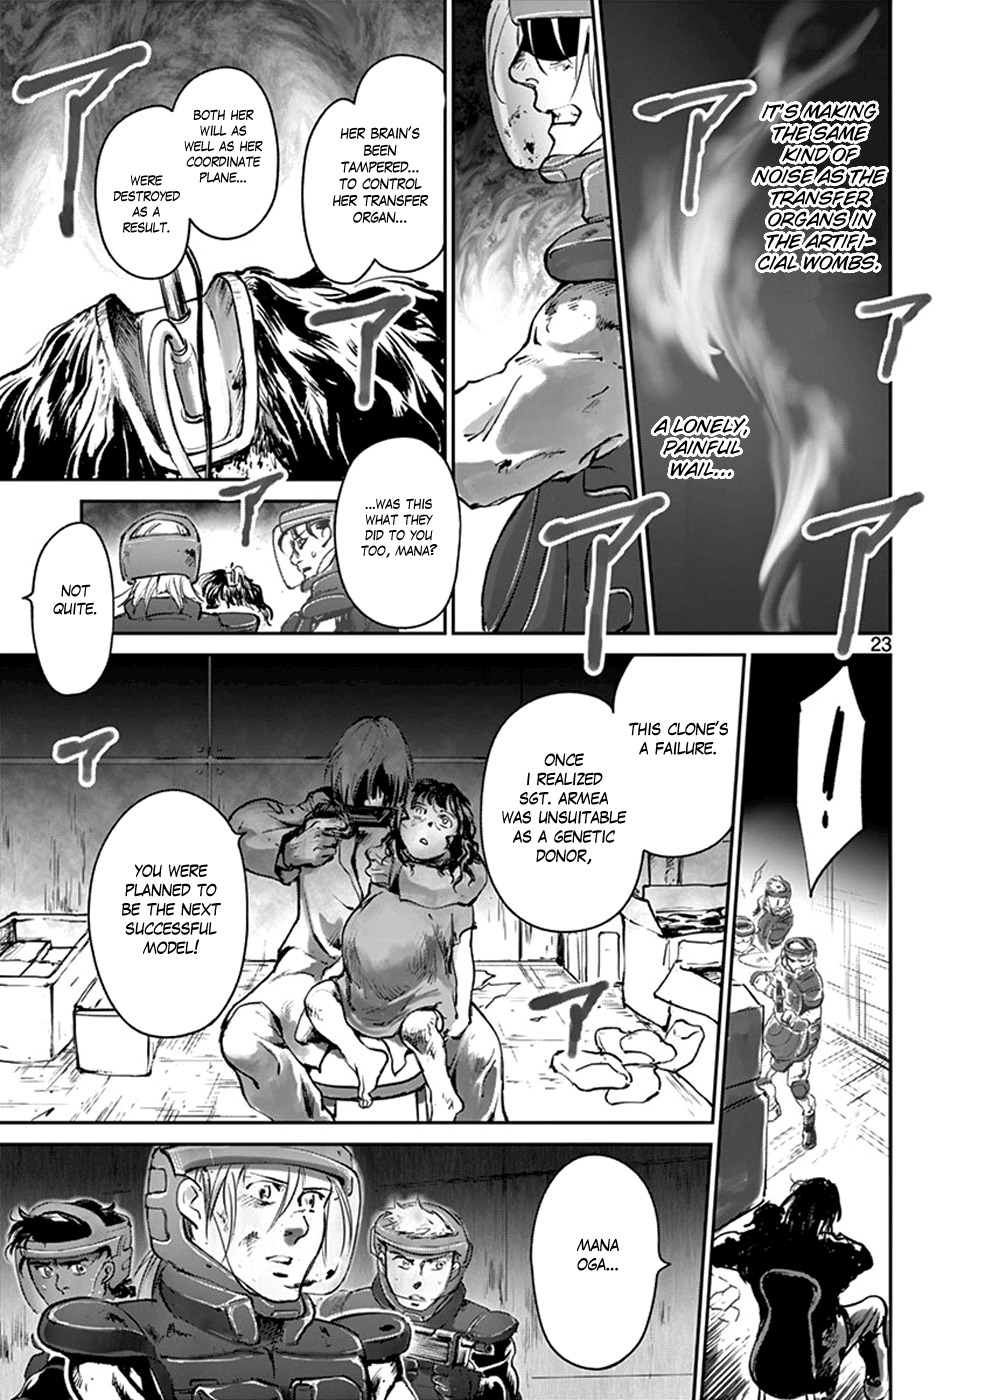 IT'S MAKING
THE SAME
KIND OF
NOISE AS THE
TRANSFER
ORGANS IN
THE ARTIFI-
CIAL WOMBS.
A LONELY,
PAINFUL
WAIL...
ア
ア
HER BRAIN'S
BEEN
TAMPERED...
TO CONTROL
HER TRANSFER
ORGAN...
BOTH HER
WILL AS
WELL AS HER
COORDINATE
PLANE...
WERE
DESTROYED
AS A
RESULT.
ア
ア
ア
...WAS THIS
WHAT THEY
DID TO YOU
TOO, MANA?
ア
NOT
QUITE.
23
!
THIS CLONE'S
A FAILURE.
ONCE
I REALIZED
SGT. ARMEA
WAS UNSUITABLE
AS A GENETIC
DONOR,
ア
YOU WERE
PLANNED TO
BE THE NEXT
SUCCESSFUL
MODEL!
ア
MANA
OGA...